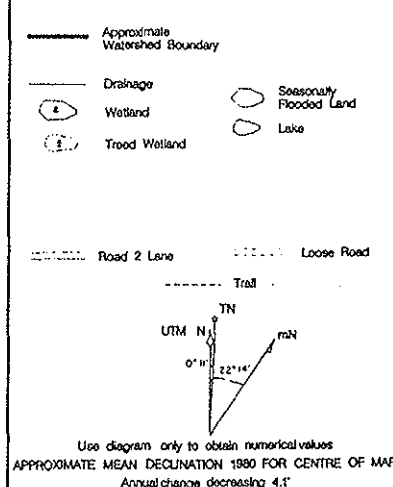 Approximate
Watershed Boundary
Drainage
Wetland
Seasonally
Flooded Land
Treed Wetland
Lake
Road 2 Lane
Loose Road
Trail
TN
UTM N
mN
0°11'
22°14'
Use diagram only to obtain numerical values
APPROXIMATE MEAN DECLINATION 1980 FOR CENTRE OF MAP
Annual change decreasing 4.1'